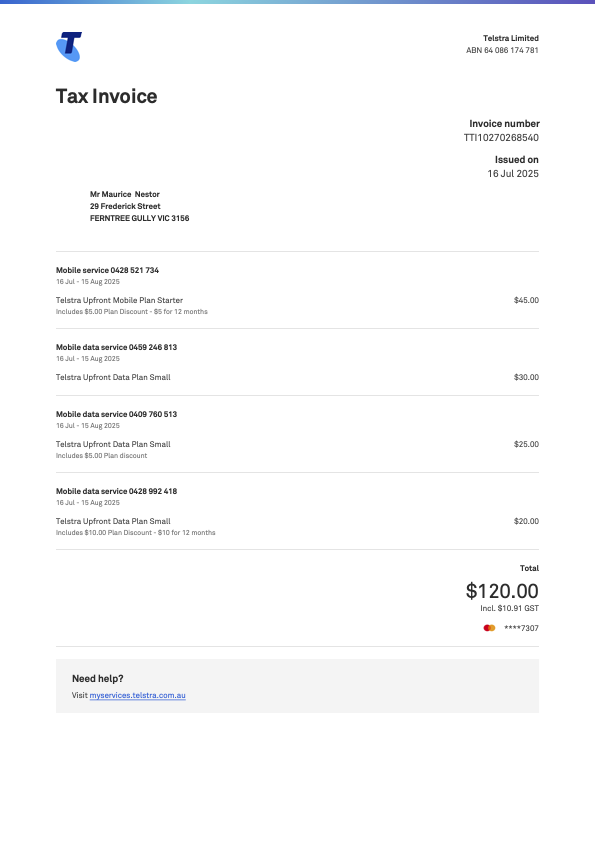 Telstra Limited
ABN 64 086 174 781
Tax Invoice
Invoice number
TTI10270268540
Issued on
16 Jul 2025
Mr Maurice  Nestor
29 Frederick Street
FERNTREE GULLY VIC 3156
Mobile service 0428 521 734
16 Jul - 15 Aug 2025
Telstra Upfront Mobile Plan Starter $45.00
Includes $5.00 Plan Discount - $5 for 12 months
Mobile data service 0459 246 813
16 Jul - 15 Aug 2025
Telstra Upfront Data Plan Small $30.00
Mobile data service 0409 760 513
16 Jul - 15 Aug 2025
Telstra Upfront Data Plan Small $25.00
Includes $5.00 Plan discount
Mobile data service 0428 992 418
16 Jul - 15 Aug 2025
Telstra Upfront Data Plan Small $20.00
Includes $10.00 Plan Discount - $10 for 12 months
Total
$120.00
Incl. $10.91 GST
****7307
Need help?
Visit myservices.telstra.com.au